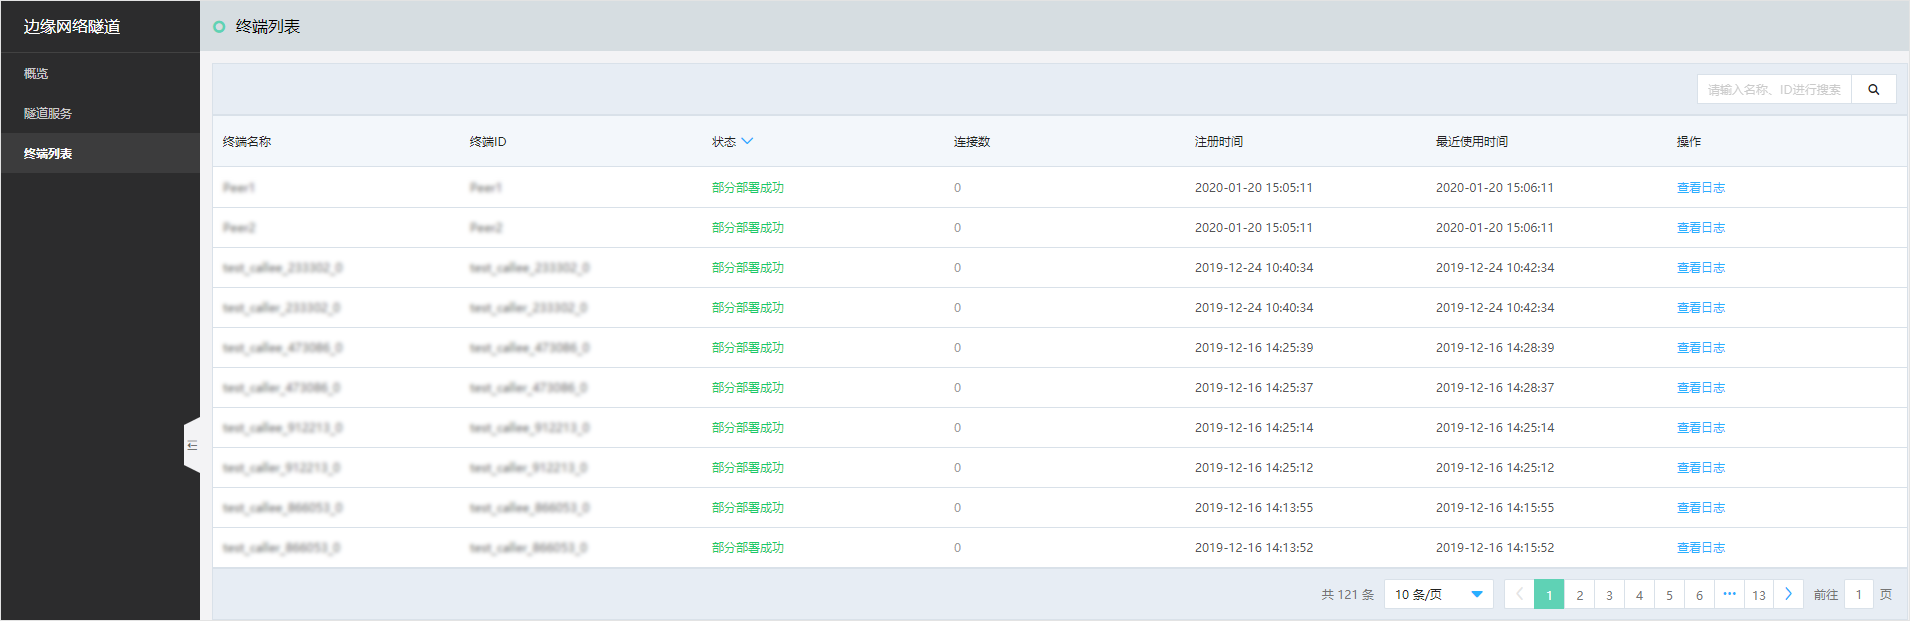 边缘网络隧道
概览
隧道服务
终端列表
终端列表
请输入名称、ID进行搜索
终端名称 终端ID 状态 连接数 注册时间 最近使用时间 操作
Peer1 Peer1 部分部署成功 0 2020-01-20 15:05:11 2020-01-20 15:06:11 查看日志
Peer2 Peer2 部分部署成功 0 2020-01-20 15:05:11 2020-01-20 15:06:11 查看日志
test_callee_233302_0 test_callee_233302_0 部分部署成功 0 2019-12-24 10:40:34 2019-12-24 10:42:34 查看日志
test_caller_233302_0 test_caller_233302_0 部分部署成功 0 2019-12-24 10:40:34 2019-12-24 10:42:34 查看日志
test_callee_473086_0 test_callee_473086_0 部分部署成功 0 2019-12-16 14:25:39 2019-12-16 14:28:39 查看日志
test_caller_473086_0 test_caller_473086_0 部分部署成功 0 2019-12-16 14:25:37 2019-12-16 14:28:37 查看日志
test_callee_912213_0 test_callee_912213_0 部分部署成功 0 2019-12-16 14:25:14 2019-12-16 14:25:14 查看日志
test_caller_912213_0 test_caller_912213_0 部分部署成功 0 2019-12-16 14:25:12 2019-12-16 14:25:12 查看日志
test_callee_866053_0 test_callee_866053_0 部分部署成功 0 2019-12-16 14:13:55 2019-12-16 14:15:55 查看日志
test_caller_866053_0 test_caller_866053_0 部分部署成功 0 2019-12-16 14:13:52 2019-12-16 14:15:52 查看日志
共 121 条 10 条/页 1 2 3 4 5 6 ••• 13 前往 1 页